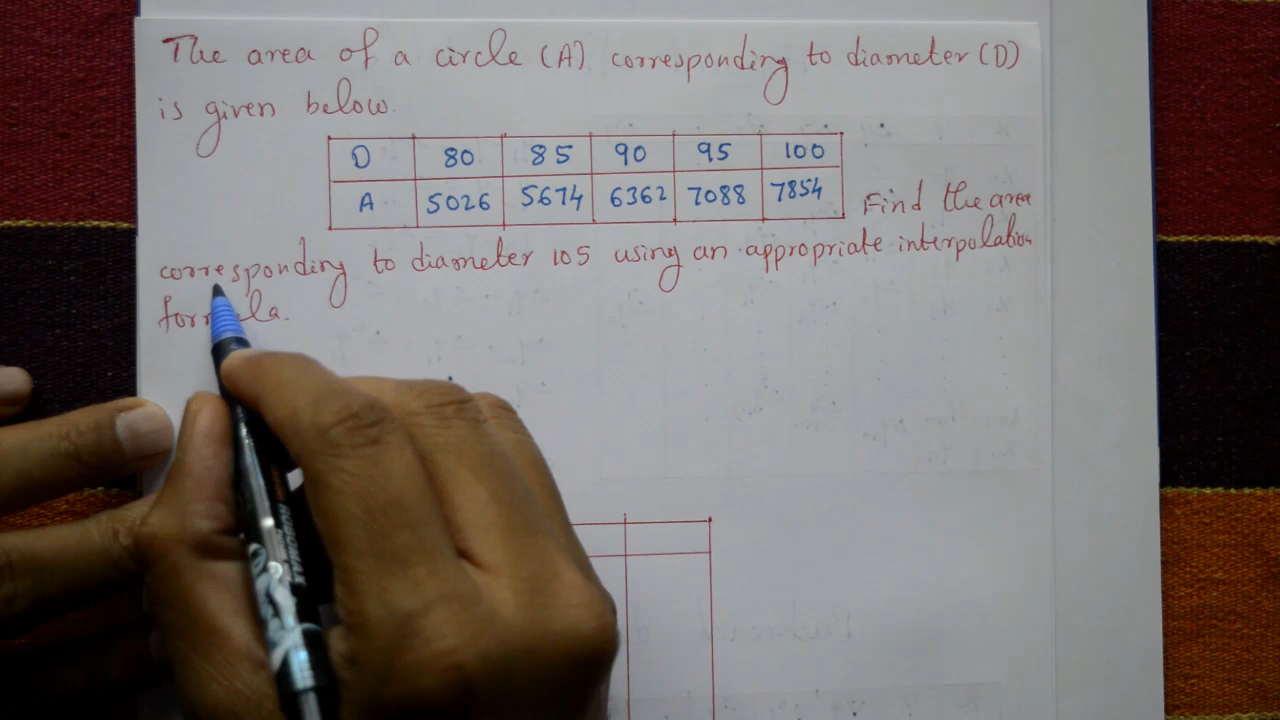 The area of a circle (A) corresponding to diameter (D)
is given below.
D 80 85 90 95 100
A 5026 5674 6362 7088 7854
Find the area
corresponding to diameter 105 using an appropriate interpolation